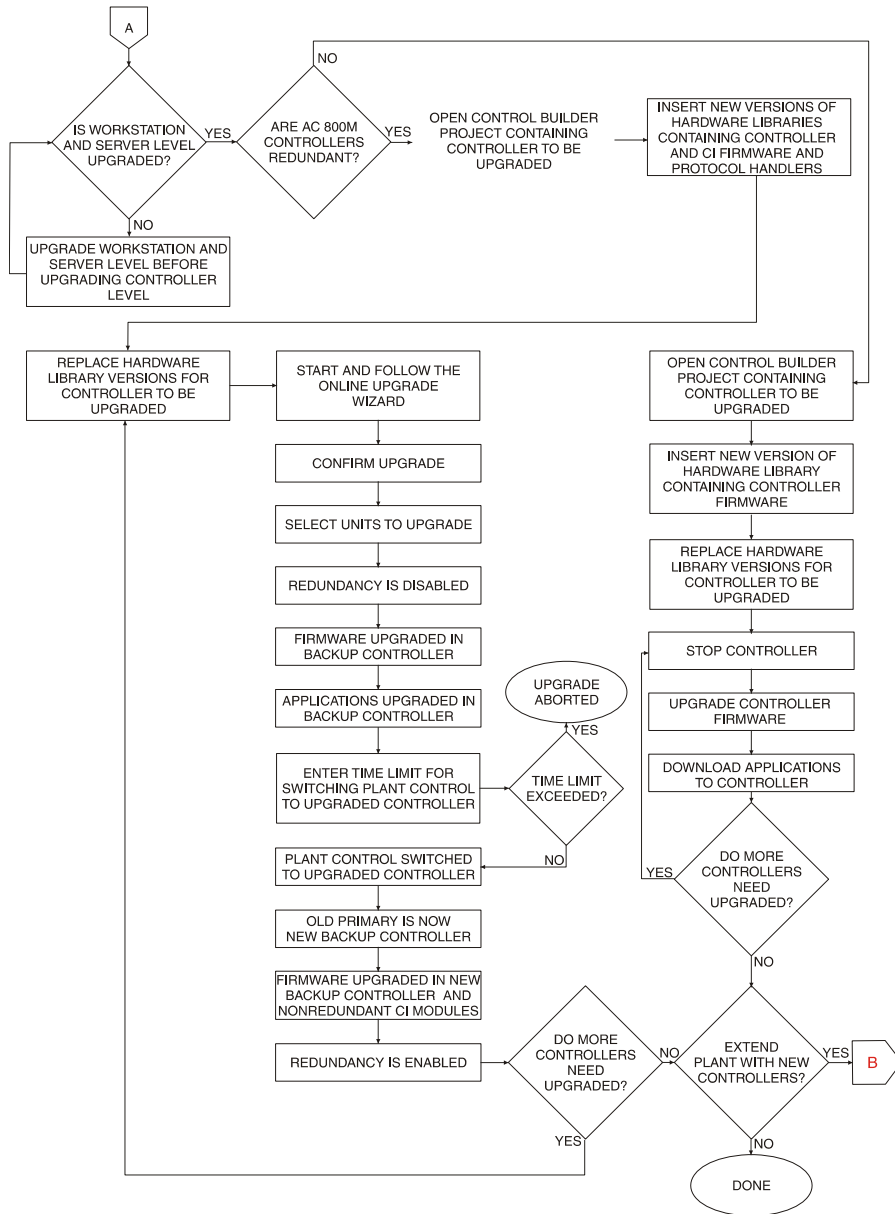 A
NO
IS WORKSTATION
AND SERVER LEVEL
UPGRADED?
YES
ARE AC 800M
CONTROLLERS
REDUNDANT?
YES
OPEN CONTROL BUILDER
PROJECT CONTAINING
CONTROLLER TO BE
UPGRADED
INSERT NEW VERSIONS OF
HARDWARE LIBRARIES
CONTAINING CONTROLLER
AND CI FIRMWARE AND
PROTOCOL HANDLERS
NO
UPGRADE WORKSTATION AND
SERVER LEVEL BEFORE
UPGRADING CONTROLLER
LEVEL
REPLACE HARDWARE
LIBRARY VERSIONS FOR
CONTROLLER TO BE
UPGRADED
START AND FOLLOW THE
ONLINE UPGRADE
WIZARD
CONFIRM UPGRADE
SELECT UNITS TO UPGRADE
REDUNDANCY IS DISABLED
FIRMWARE UPGRADED IN
BACKUP CONTROLLER
APPLICATIONS UPGRADED IN
BACKUP CONTROLLER
ENTER TIME LIMIT FOR
SWITCHING PLANT CONTROL
TO UPGRADED CONTROLLER
UPGRADE
ABORTED
YES
TIME LIMIT
EXCEEDED?
NO
PLANT CONTROL SWITCHED
TO UPGRADED CONTROLLER
OLD PRIMARY IS NOW
NEW BACKUP CONTROLLER
FIRMWARE UPGRADED IN NEW
BACKUP CONTROLLER AND
NONREDUNDANT CI MODULES
REDUNDANCY IS ENABLED
DO MORE
CONTROLLERS
NEED
UPGRADED?
NO
YES
OPEN CONTROL BUILDER
PROJECT CONTAINING
CONTROLLER TO BE
UPGRADED
INSERT NEW VERSION OF
HARDWARE LIBRARY
CONTAINING CONTROLLER
FIRMWARE
REPLACE HARDWARE
LIBRARY VERSIONS FOR
CONTROLLER TO BE
UPGRADED
STOP CONTROLLER
UPGRADE CONTROLLER
FIRMWARE
DOWNLOAD APPLICATIONS
TO CONTROLLER
YES
DO MORE
CONTROLLERS
NEED
UPGRADED?
NO
EXTEND
PLANT WITH NEW
CONTROLLERS?
YES
B
NO
DONE